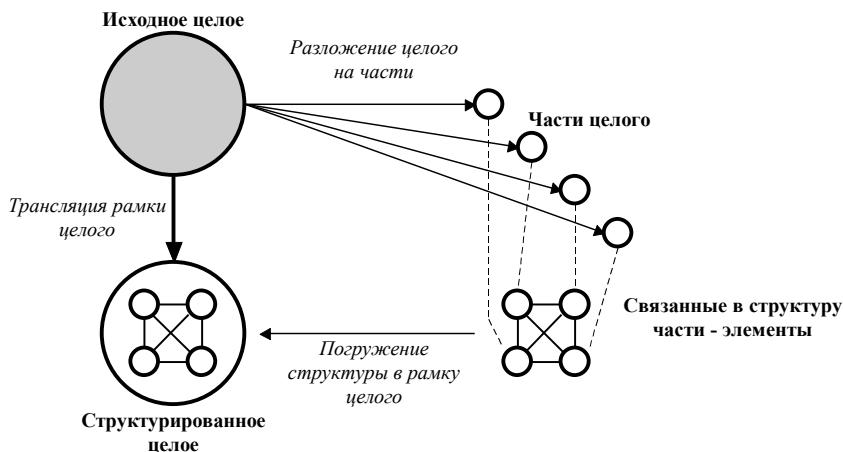 Исходное целое
Разложение целого
на части
Части целого
Трансляция рамки
целого
Связанные в структуру
части - элементы
Погружение
структуры в рамку
целого
Структурированное
целое